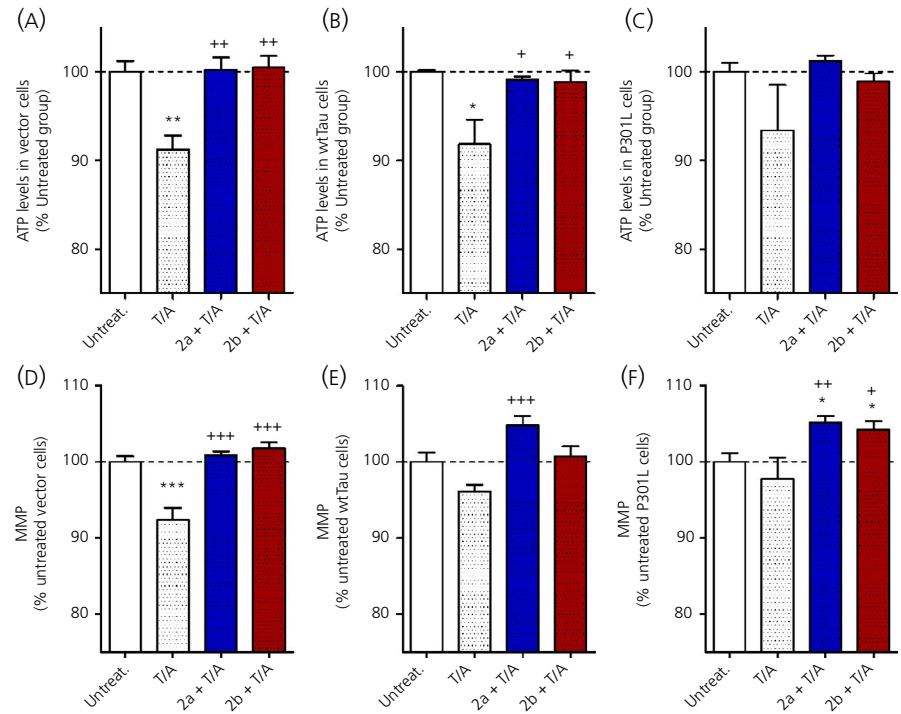 (A)
ATP levels in vector cells
(% Untreated group)
100
90
80
**
++
++
Untreat.
T/A
2a + T/A
2b + T/A
(B)
ATP levels in wtTau cells
(% Untreated group)
100
90
80
*
+
+
Untreat.
T/A
2a + T/A
2b + T/A
(C)
ATP levels in P301L cells
(% Untreated group)
100
90
80
Untreat.
T/A
2a + T/A
2b + T/A
(D)
MMP
(% untreated vector cells)
110
100
90
80
***
+++
+++
Untreat.
T/A
2a + T/A
2b + T/A
(E)
MMP
(% untreated wtTau cells)
110
100
90
80
+++
Untreat.
T/A
2a + T/A
2b + T/A
(F)
MMP
(% untreated P301L cells)
110
100
90
80
++
*
+
*
Untreat.
T/A
2a + T/A
2b + T/A